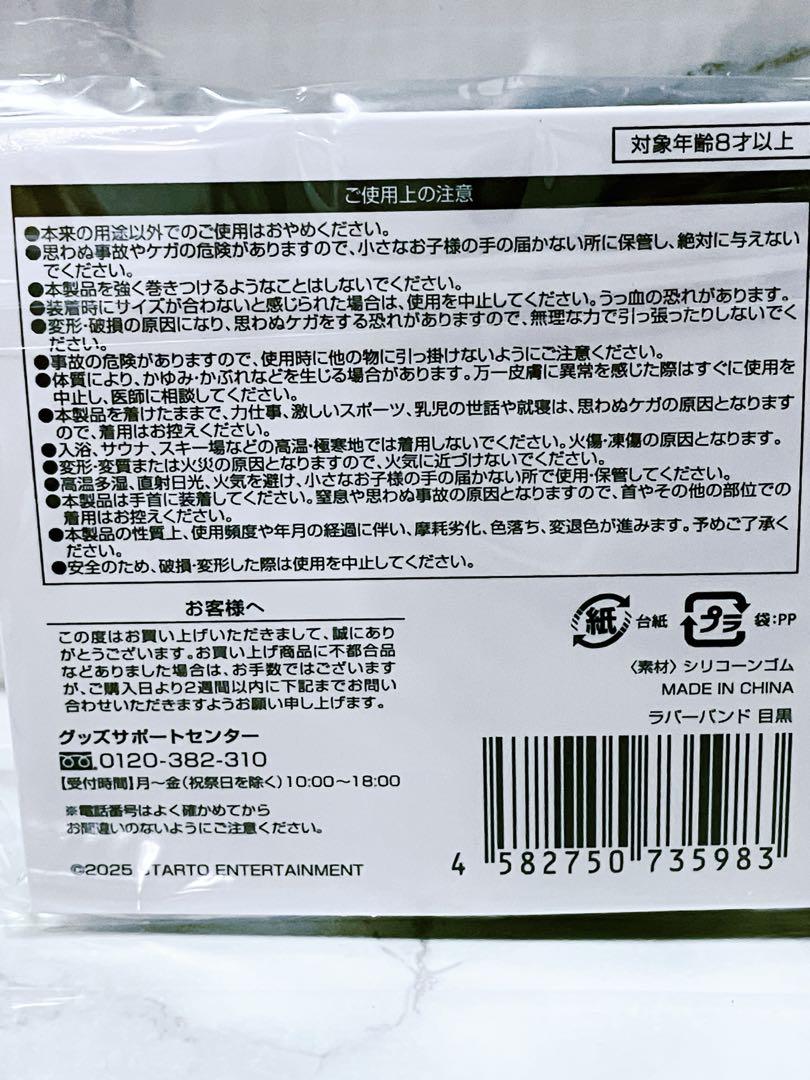 対象年齢8才以上
ご使用上の注意
●本来の用途以外でのご使用はおやめください。
●思わぬ事故やケガの危険がありますので、小さなお子様の手の届かない所に保管し、絶対に与えない
でください。
●本製品を強く巻きつけるようなことはしないでください。
●装着時にサイズが合わないと感じられた場合は、使用を中止してください。うっ血の恐れがあります。
●変形・破損の原因になり、思わぬケガをする恐れがありますので、無理な力で引っ張ったりしないでく
ださい。
●事故の危険がありますので、使用時に他の物に引っ掛けないようにご注意ください。
●体質により、かゆみ・かぶれなどを生じる場合があります。万一皮膚に異常を感じた際はすぐに使用を
中止し、医師に相談してください。
●本製品を着けたままで、力仕事、激しいスポーツ、乳児の世話や就寝は、思わぬケガの原因となります
ので、着用はお控えください。
●入浴、サウナ、スキー場などの高温・極寒地では着用しないでください。火傷・凍傷の原因となります。
●変形・変質または火災の原因となりますので、火気に近づけないでください。
●高温多湿、直射日光、火気を避け、小さなお子様の手の届かない所で使用・保管してください。
●本製品は手首に装着してください。窒息や思わぬ事故の原因となりますので、首やその他の部位での
着用はお控えください。
●本製品の性質上、使用頻度や年月の経過に伴い、摩耗劣化、色落ち、変退色が進みます。予めご了承く
ださい。
●安全のため、破損・変形した際は使用を中止してください。
お客様へ
この度はお買い上げいただきまして、誠にあり
がとうございます。お買い上げ商品に不都合品
などありました場合は、お手数ではございます
が、ご購入日より2週間以内に下記までお問い
合わせいただきますようお願い申し上げます。
グッズサポートセンター
0120-382-310
【受付時間】月〜金(祝祭日を除く)10:00〜18:00
※電話番号はよく確かめてから
お間違いのないようにご注意ください。
©2025 STARTO ENTERTAINMENT
紙 台紙 プラ 袋:PP
〈素材〉シリコーンゴム
MADE IN CHINA
ラバーバンド 目黒
4 582750 735983